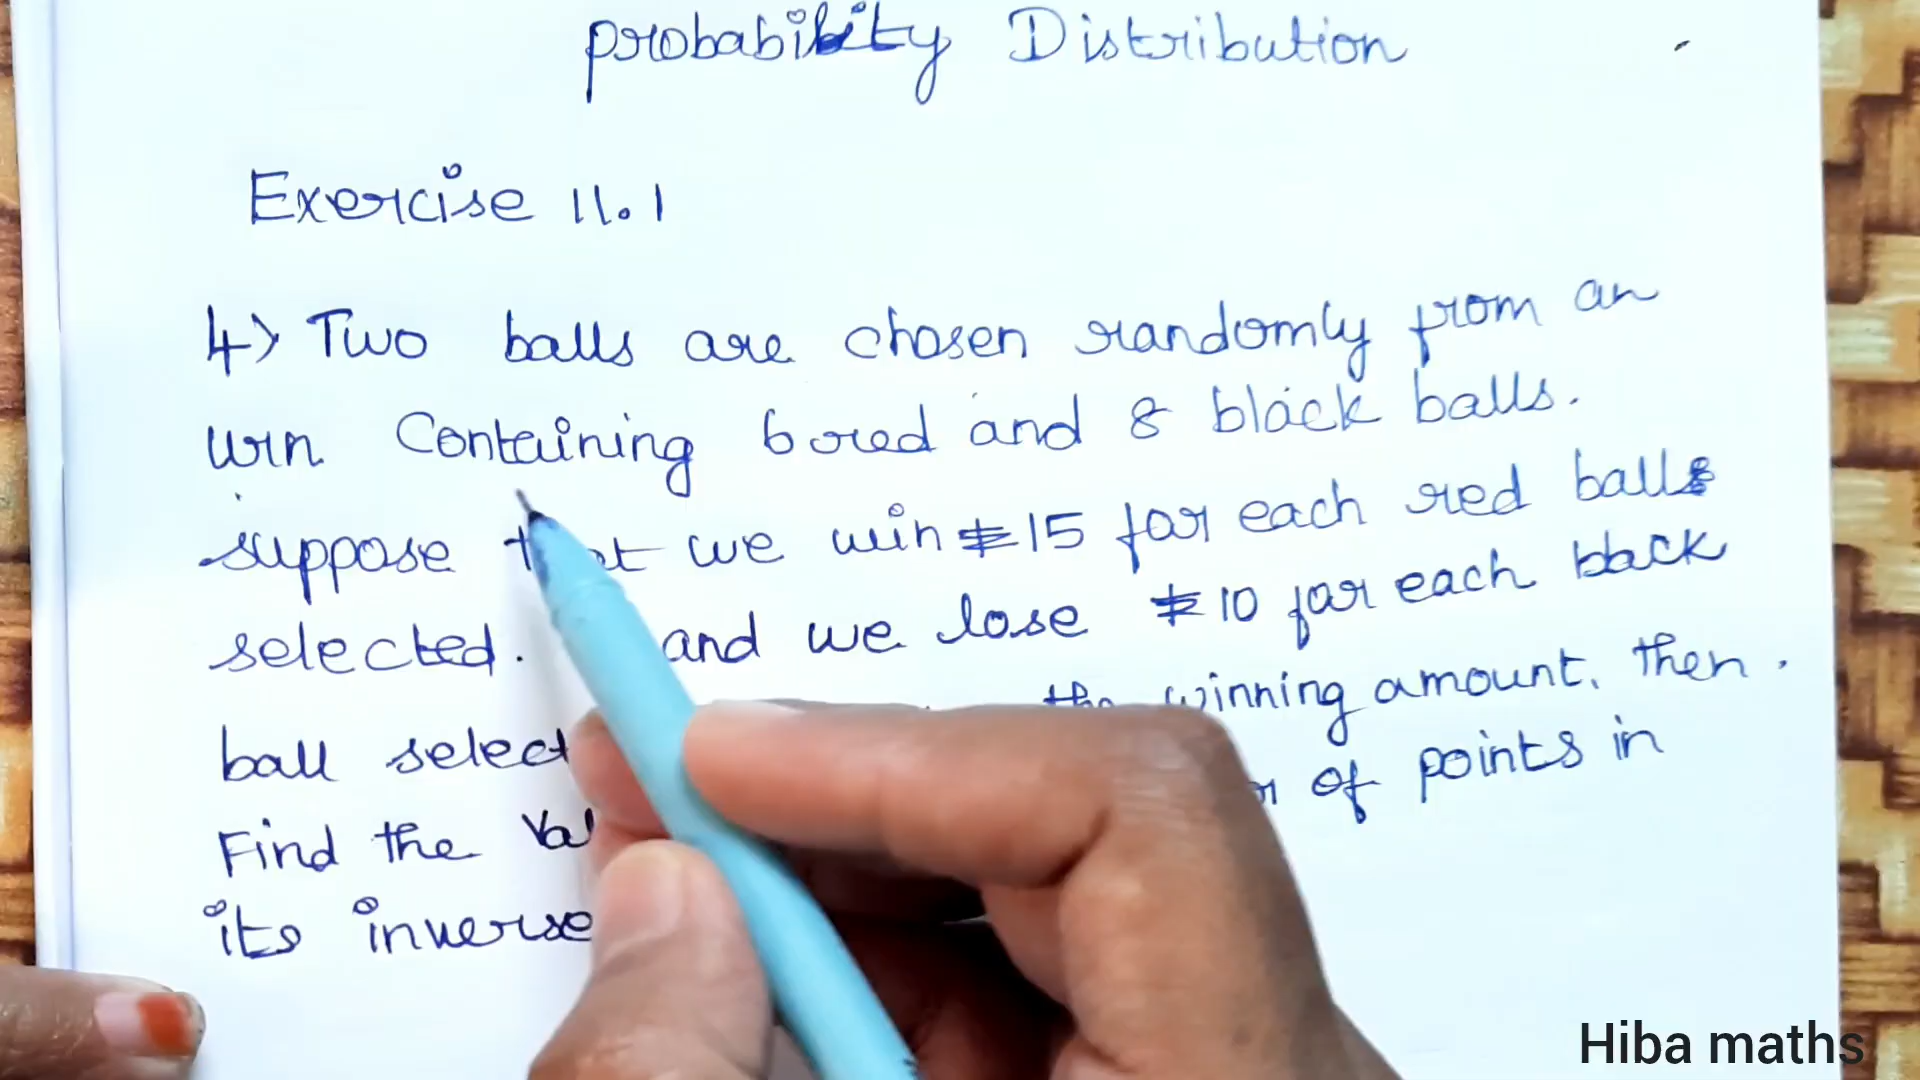 probability Distribution
Exercise 11.1
4) Two balls are chosen randomly from an
urn containing 6 red and 8 black balls.
suppose we win ₹15 for each red balls
selected. and we lose ₹10 for each black
ball the winning amount, then.
Find the of points in
its inverse
Hiba maths